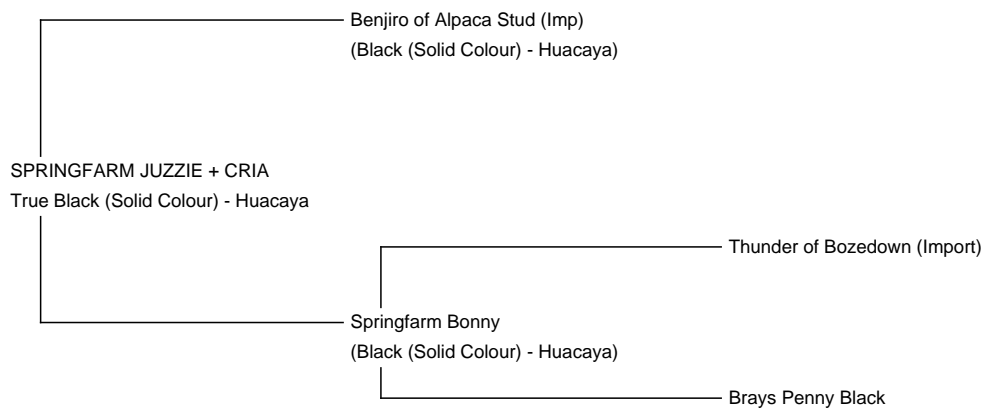 Benjiro of Alpaca Stud (Imp)
(Black (Solid Colour) - Huacaya)
SPRINGFARM JUZZIE + CRIA
True Black (Solid Colour) - Huacaya
Thunder of Bozedown (Import)
Springfarm Bonny
(Black (Solid Colour) - Huacaya)
Brays Penny Black